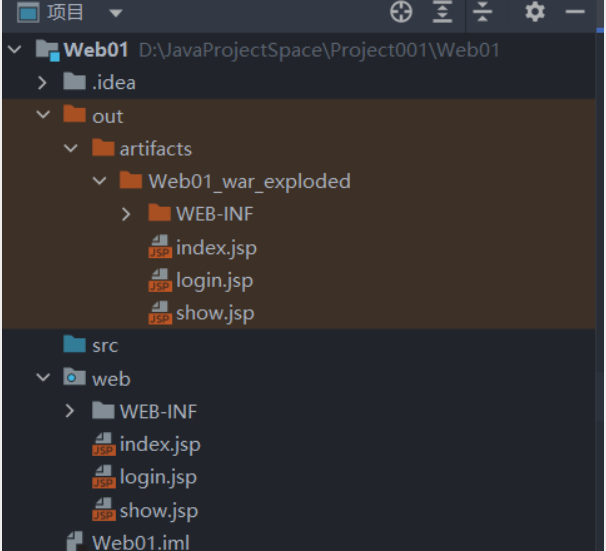 项目
Web01 D:\JavaProjectSpace\Project001\Web01
.idea
out
artifacts
Web01_war_exploded
WEB-INF
JSP index.jsp
JSP login.jsp
JSP show.jsp
src
web
WEB-INF
JSP index.jsp
JSP login.jsp
JSP show.jsp
Web01.iml